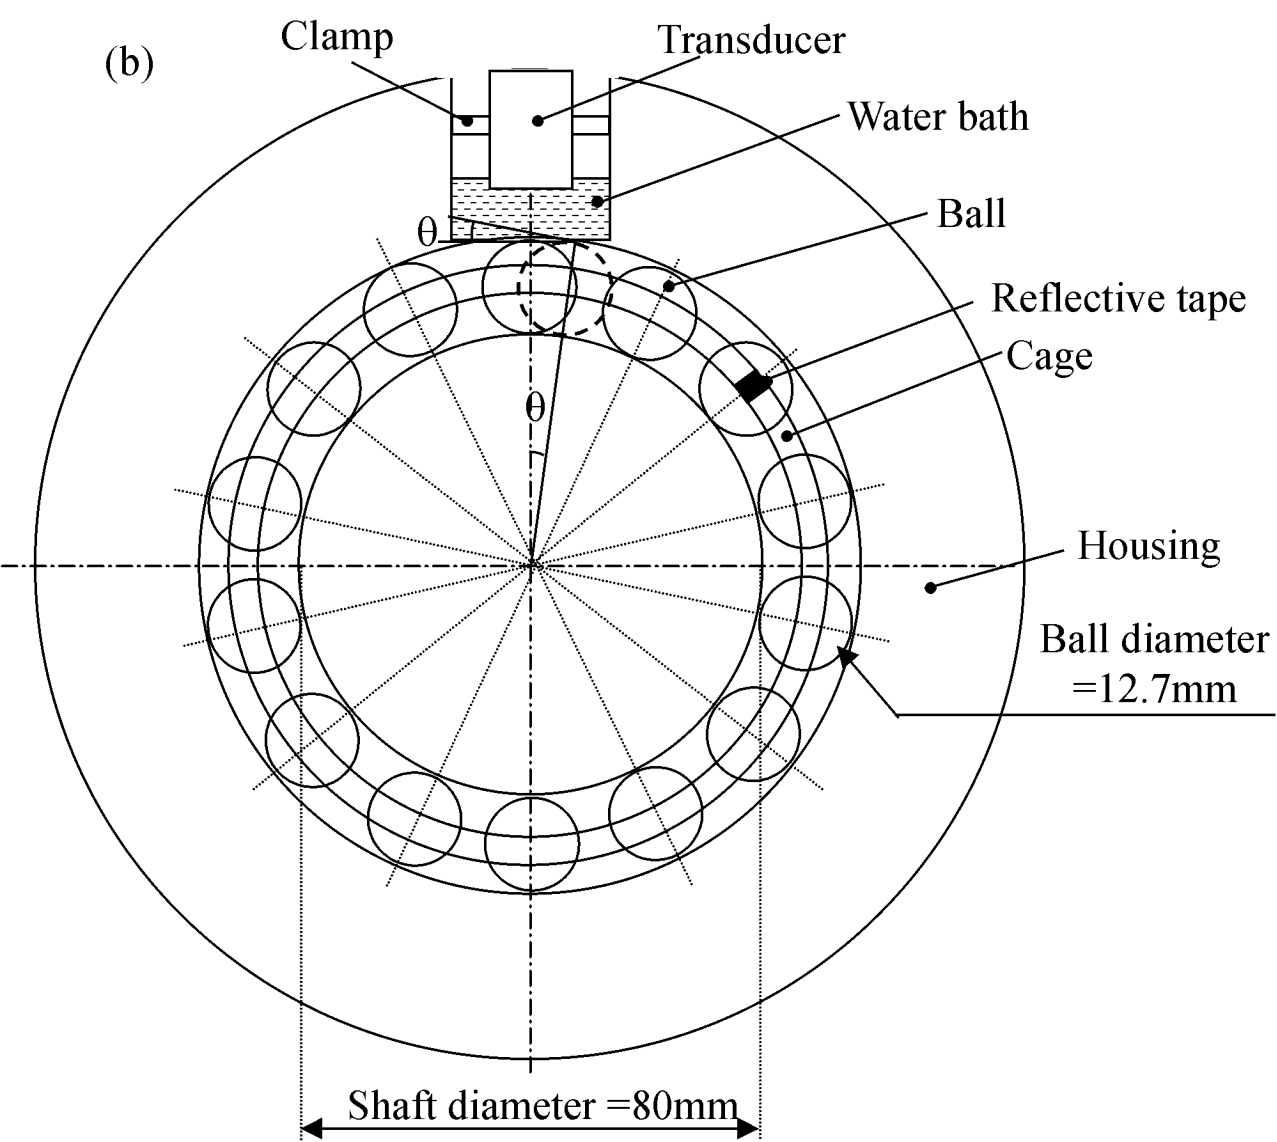 Clamp
Transducer
(b)
Water bath
Ball
θ
Reflective tape
Cage
θ
Housing
Ball diameter
=12.7mm
Shaft diameter =80mm